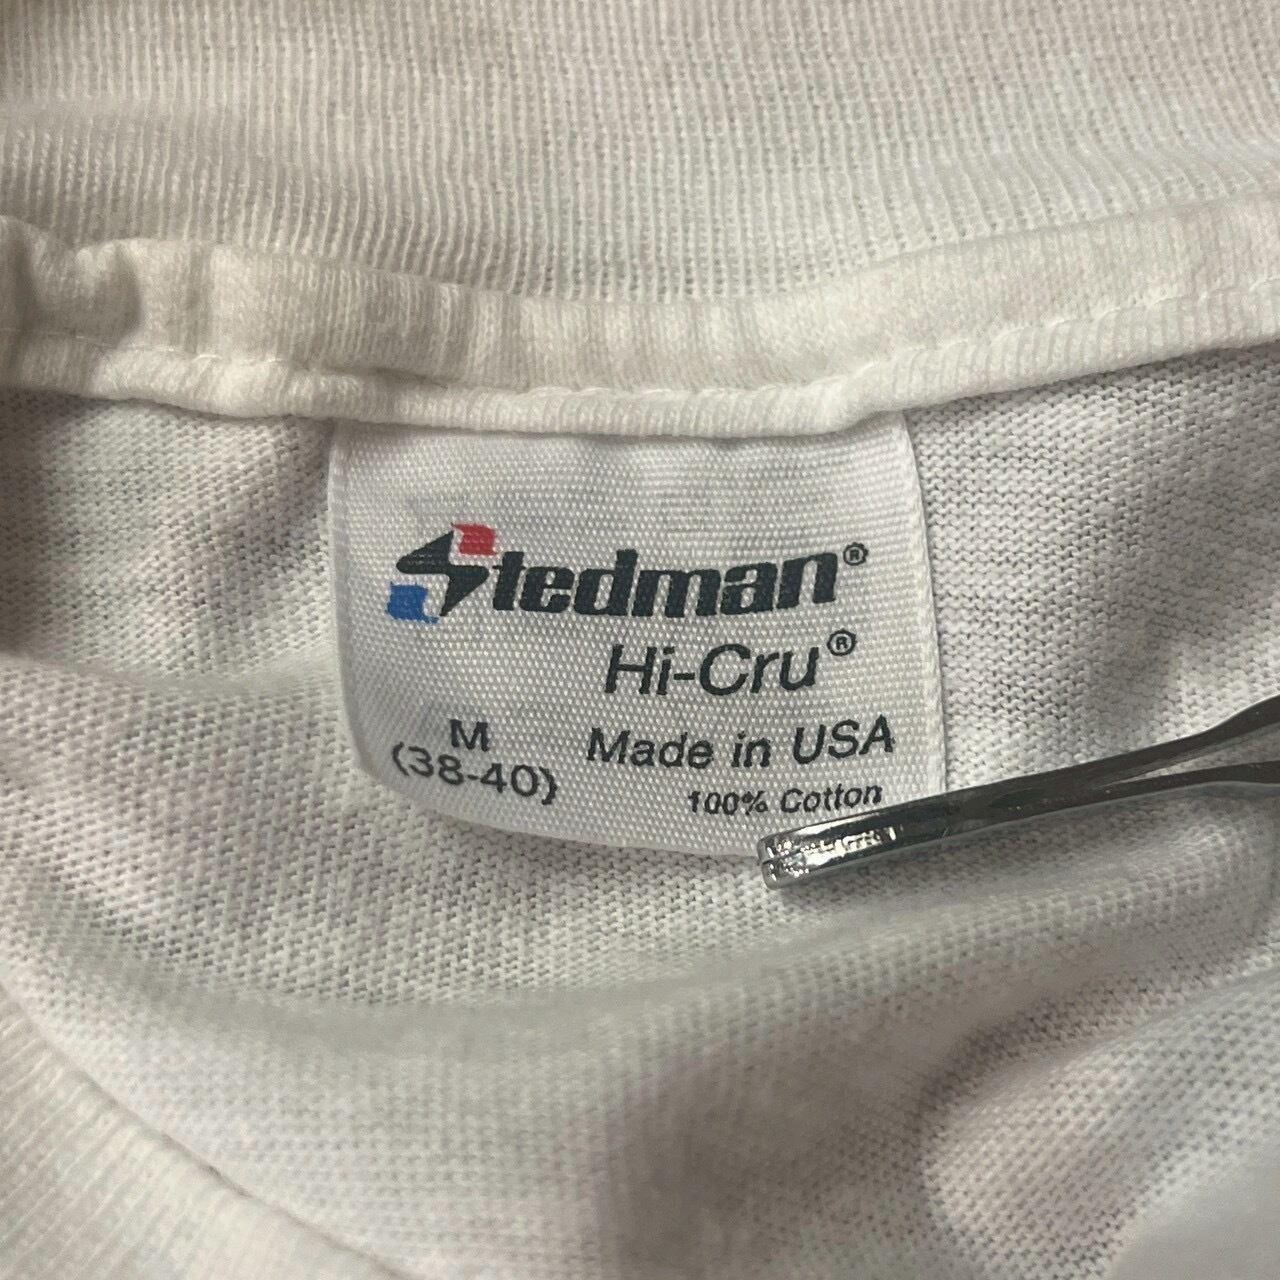 Stedman®
Hi-Cru®
M
(38-40)
Made in USA
100% Cotton